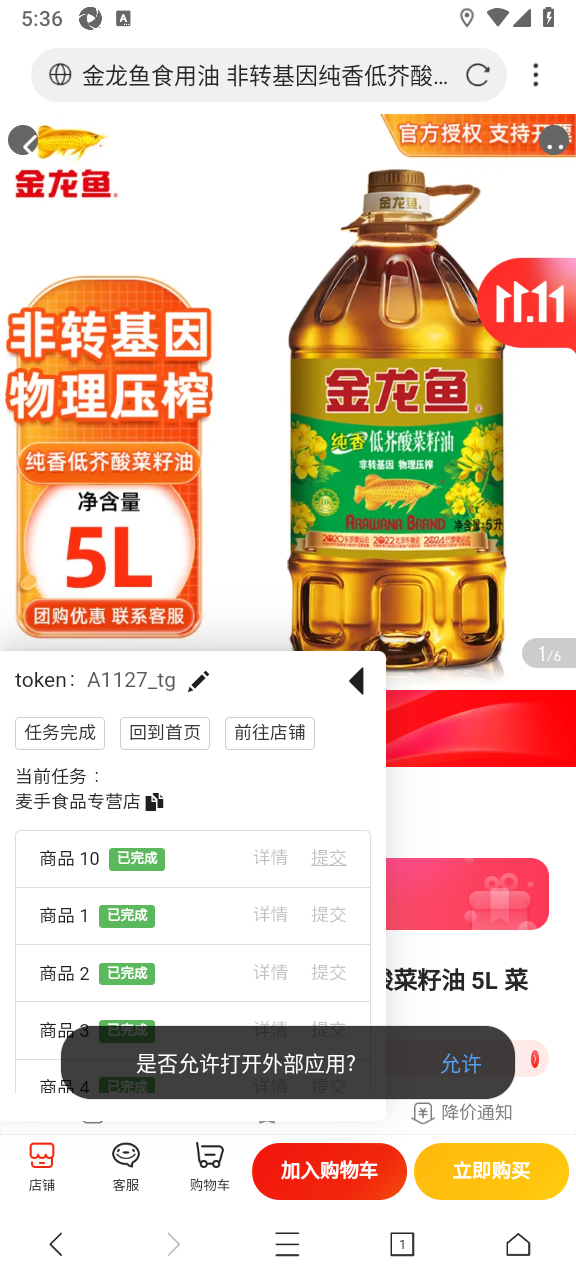 5:36
A
金龙鱼食用油 非转基因纯香低芥酸...
官方授权 支持开票
金龙鱼
金龙鱼
11.11
非转基因
物理压榨
金龙鱼
纯香低芥酸菜籽油
非转基因 物理压榨
纯香低芥酸菜籽油
净含量
5L
ARAWANA BRAND
净含量:5升
团购优惠 联系客服
1/6
token： A1127_tg
任务完成
回到首页
前往店铺
当前任务：
麦手食品专营店
商品 10 已完成 详情 提交
商品 1 已完成 详情 提交
商品 2 已完成 详情 提交
酸菜籽油 5L 菜
商品 3 已完成 详情 提交
是否允许打开外部应用?
允许
商品 4 已完成 详情 提交
降价通知
店铺
客服
购物车
加入购物车
立即购买
1